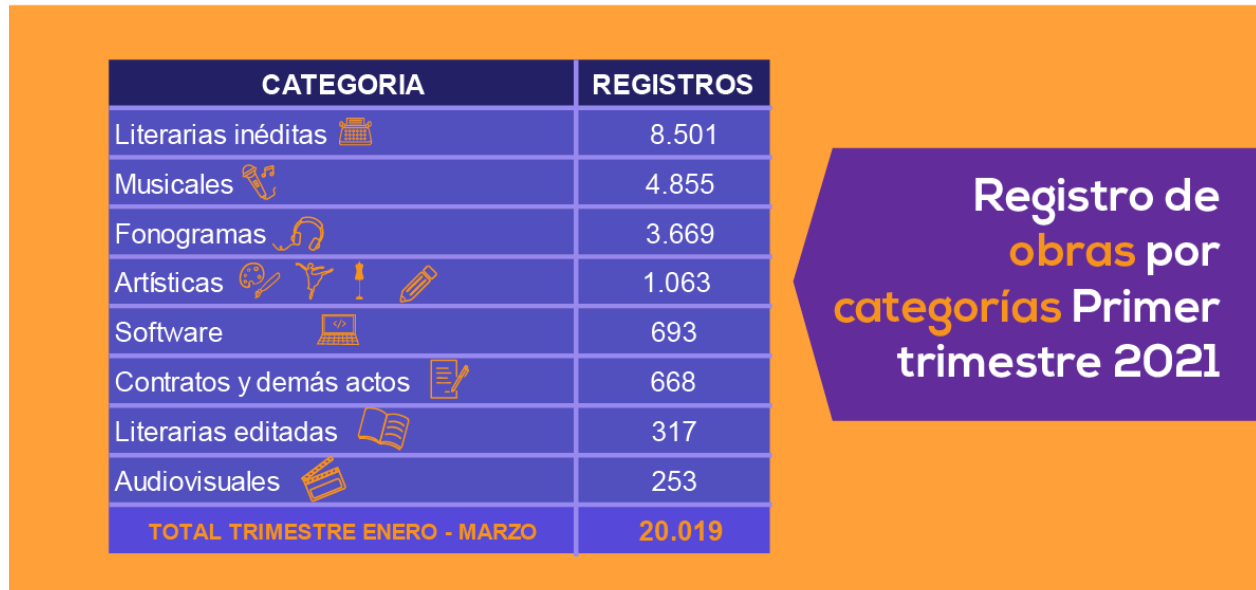 CATEGORIA REGISTROS
Literarias inéditas 8.501
Musicales 4.855
Fonogramas 3.669
Artísticas 1.063
Software 693
Contratos y demás actos 668
Literarias editadas 317
Audiovisuales 253
TOTAL TRIMESTRE ENERO - MARZO 20.019
Registro de
obras por
categorías Primer
trimestre 2021